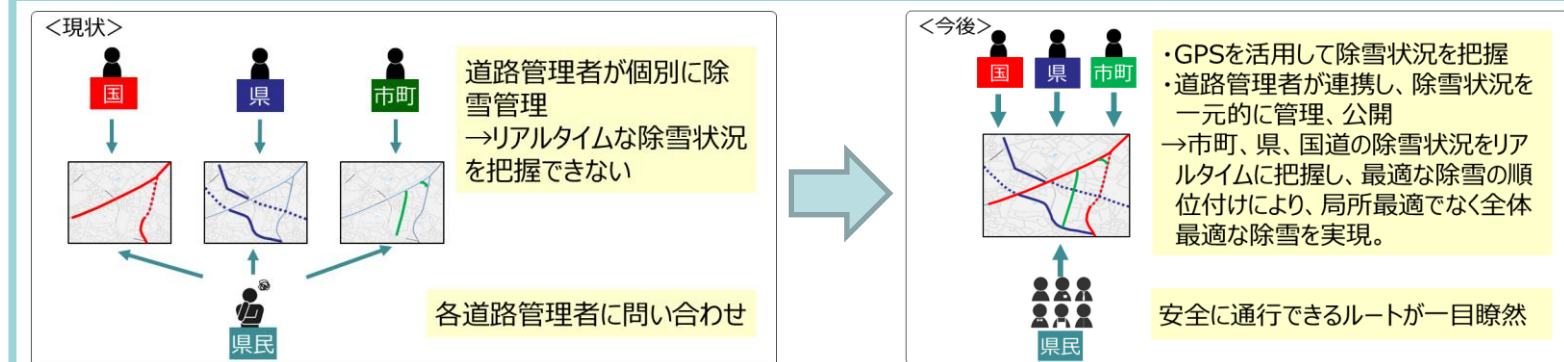 <現状>
国
県
市町
道路管理者が個別に除
雪管理
→リアルタイムな除雪状況
を把握できない
県民
各道路管理者に問い合わせ
<今後>
国
県
市町
・GPSを活用して除雪状況を把握
・道路管理者が連携し、除雪状況を
一元的に管理、公開
→市町、県、国道の除雪状況をリア
ルタイムに把握し、最適な除雪の順
位付けにより、局所最適でなく全体
最適な除雪を実現。
県民
安全に通行できるルートが一目瞭然